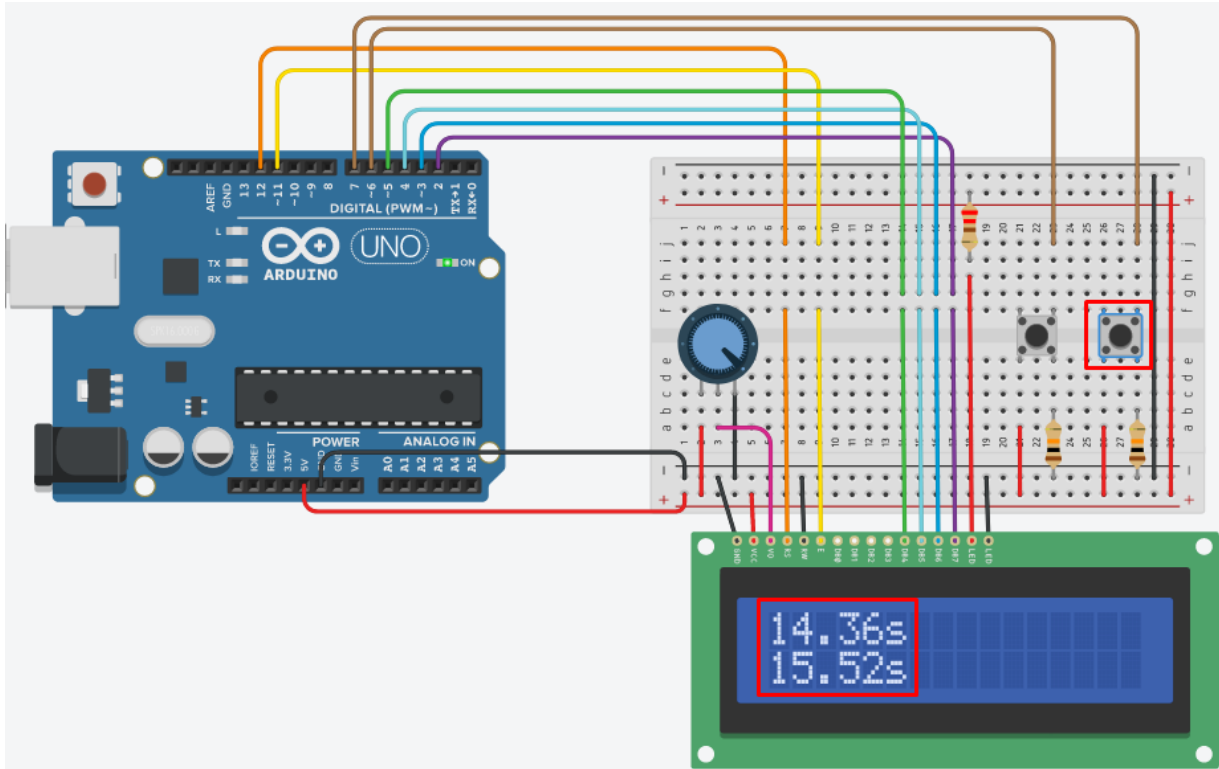 AREF
GND
13
12
~11
~10
~9
8
7
~6
~5
4
~3
2
TX→1
RX←0
DIGITAL (PWM~)
L
TX
RX
ARDUINO
UNO
ON
IOREF
RESET
3.3V
5V
GND
GND
Vin
POWER
ANALOG IN
A0
A1
A2
A3
A4
A5
GND
VCC
VO
RS
RW
E
DB0
DB1
DB2
DB3
DB4
DB5
DB6
DB7
LED
LED
14.36s
15.52s